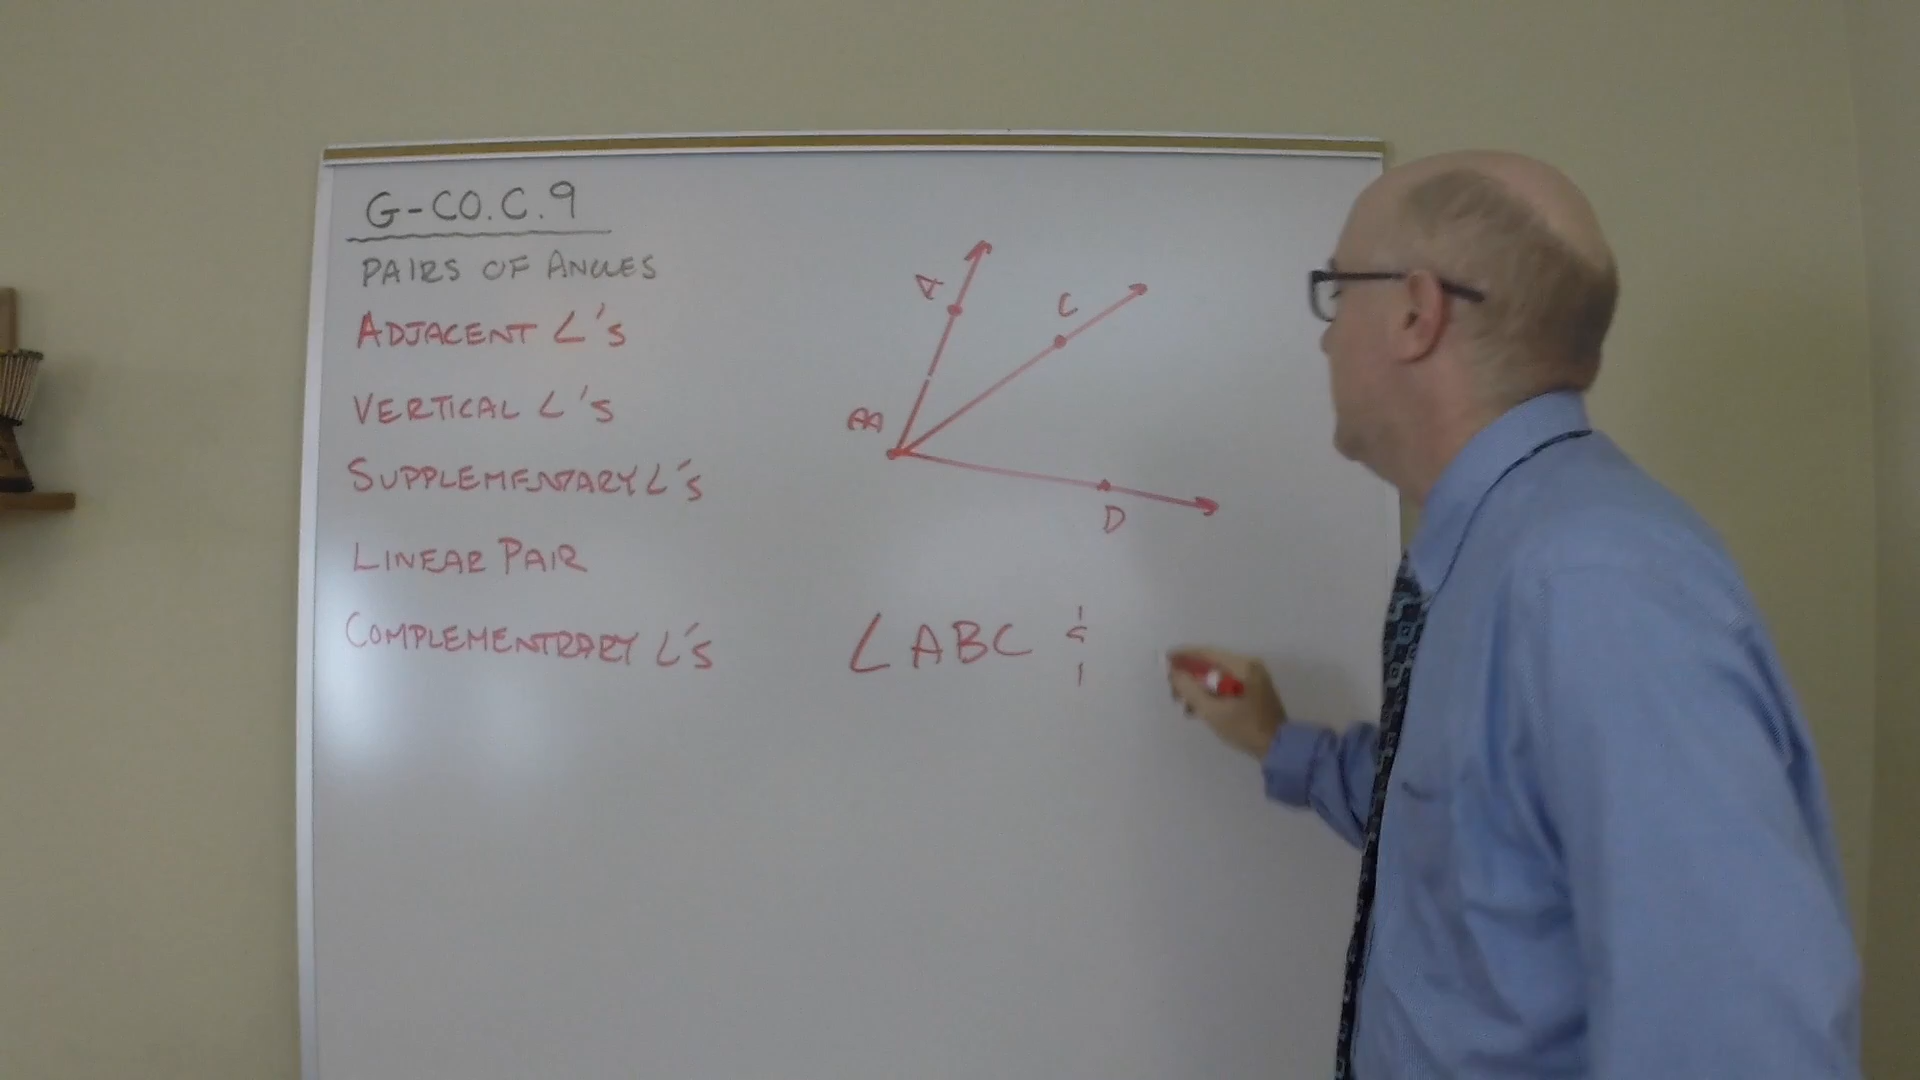 G-CO.C.9
PAIRS OF ANGLES
ADJACENT ∠'s
VERTICAL ∠'s
SUPPLEMENTARY ∠'s
LINEAR PAIR
COMPLEMENTRARY ∠'s
A
C
D
∠ABC &